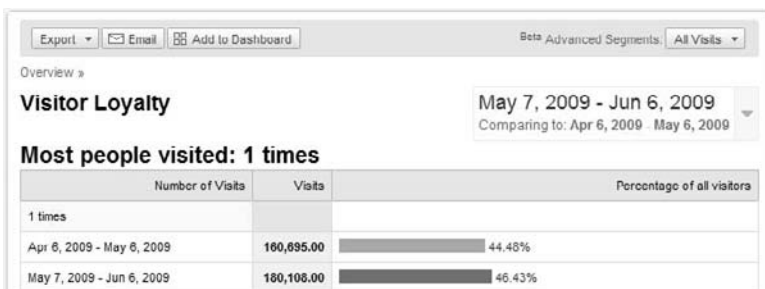 Export Email Add to Dashboard Beta Advanced Segments: All Visits
Overview »
Visitor Loyalty
May 7, 2009 - Jun 6, 2009
Comparing to: Apr 6, 2009 - May 6, 2009
Most people visited: 1 times
Number of Visits Visits Percentage of all visitors
1 times
Apr 6, 2009 - May 6, 2009 160,695.00 44.48%
May 7, 2009 - Jun 6, 2009 180,108.00 46.43%